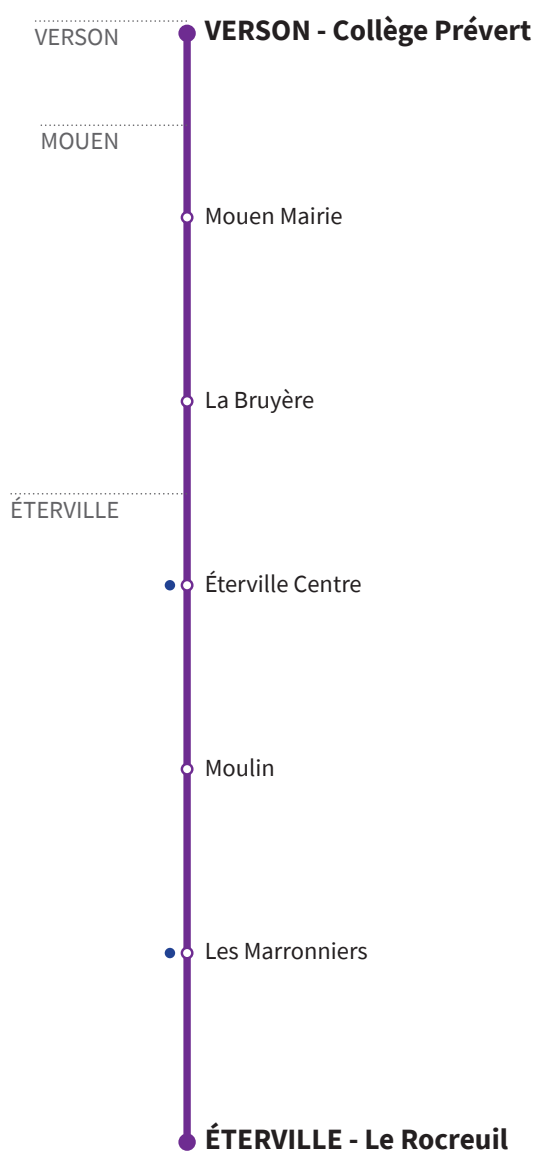 VERSON
VERSON - Collège Prévert
MOUEN
Mouen Mairie
La Bruyère
ÉTERVILLE
Éterville Centre
Moulin
Les Marronniers
ÉTERVILLE - Le Rocreuil